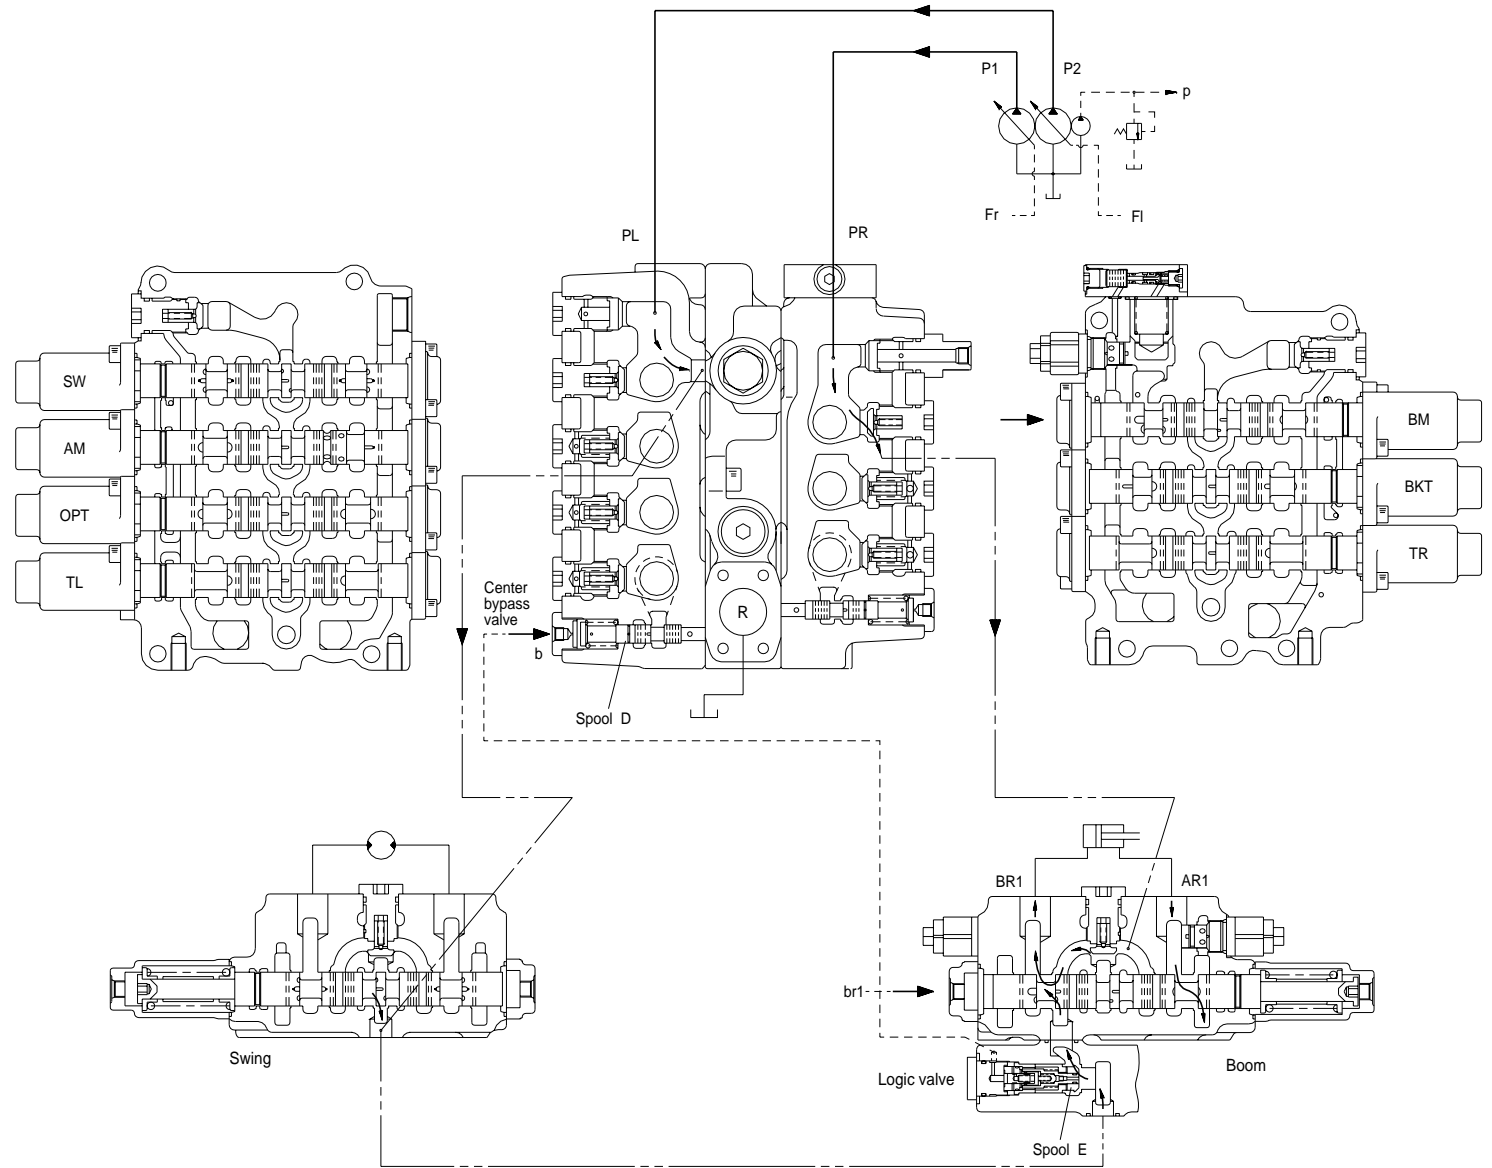 P1
P2
p
Fr
Fl
PL
PR
SW
AM
OPT
TL
BM
BKT
TR
Center
bypass
valve
b
R
Spool D
BR1
AR1
br1
Swing
Logic valve
Boom
Spool E